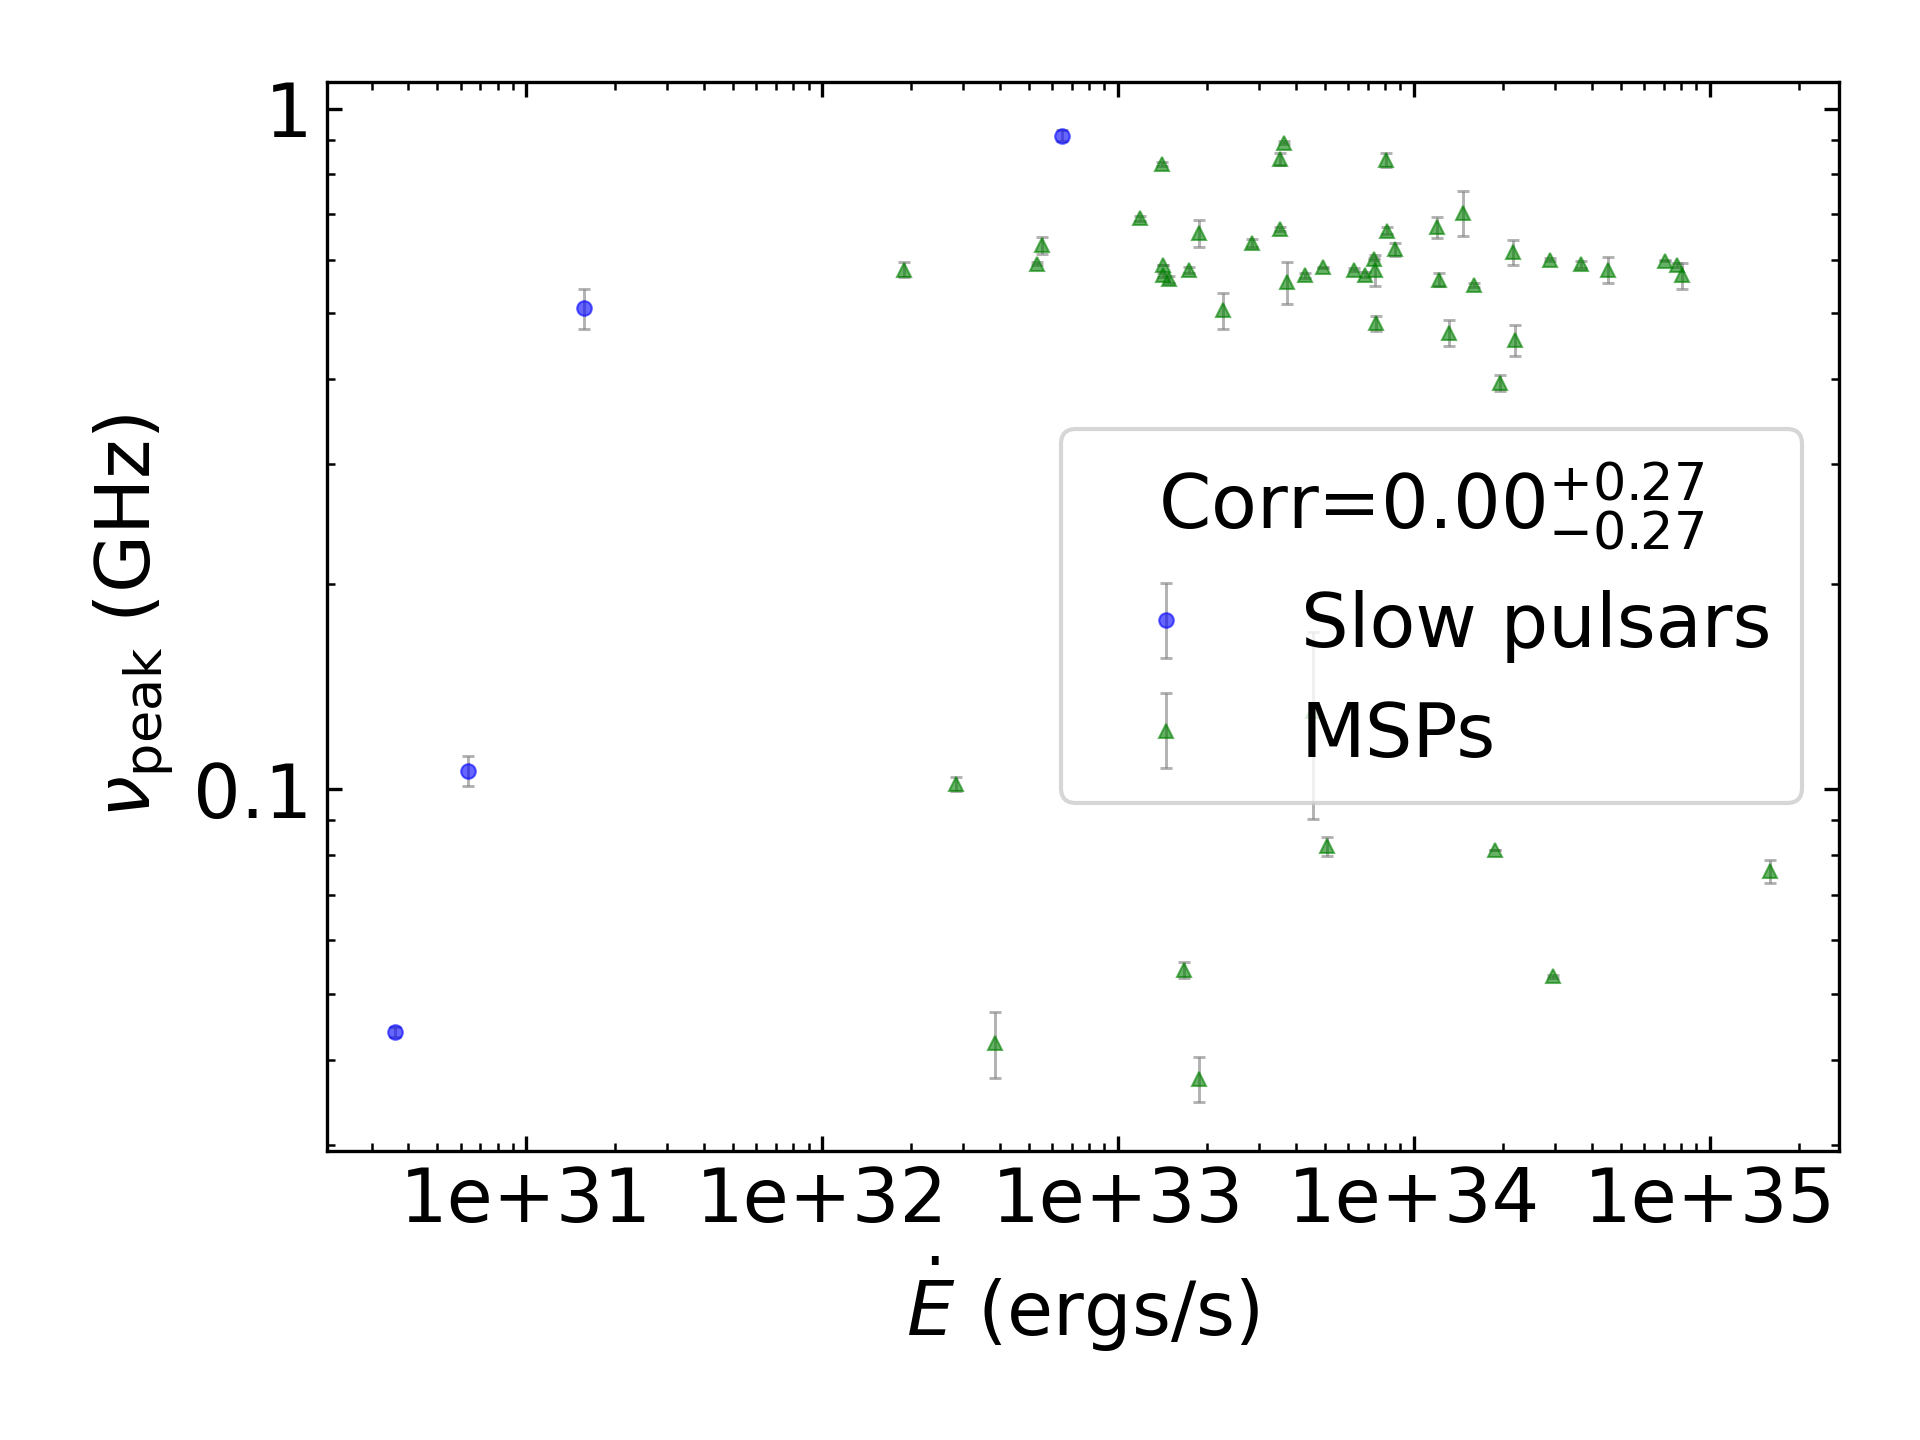 1
0.1
ν_peak (GHz)
Corr=0.00^{+0.27}_{−0.27}
Slow pulsars
MSPs
1e+31 1e+32 1e+33 1e+34 1e+35
Ė (ergs/s)